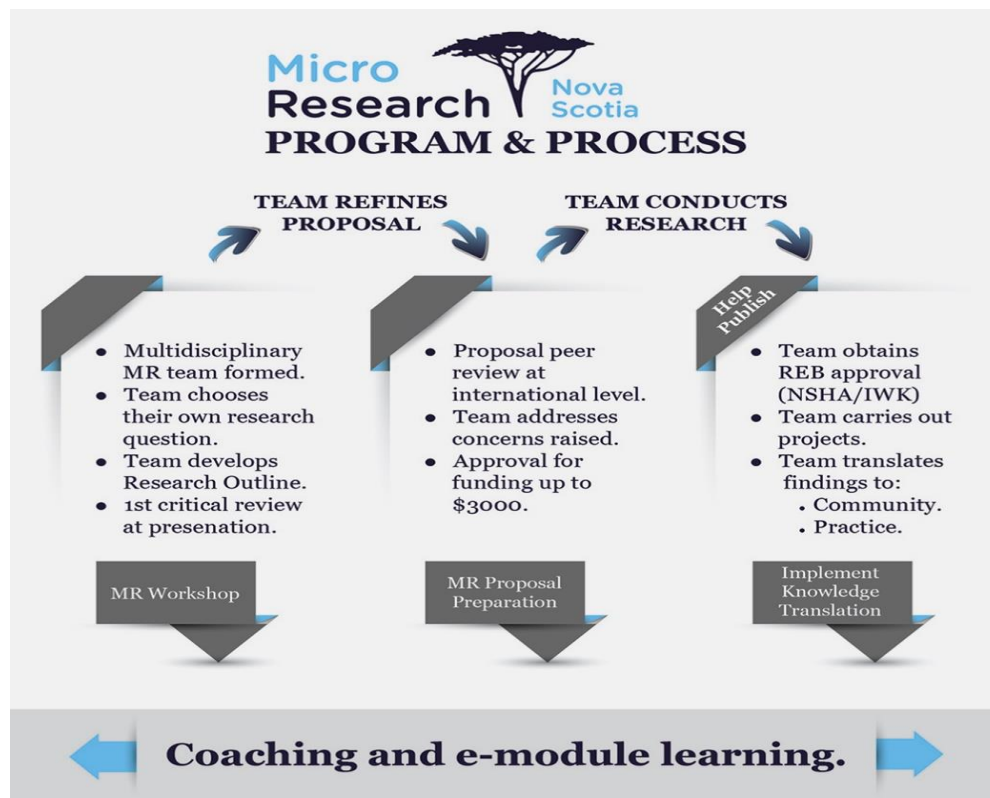 Micro
Research
Nova
Scotia
PROGRAM & PROCESS
TEAM REFINES
PROPOSAL
TEAM CONDUCTS
RESEARCH
• Multidisciplinary
MR team formed.
• Team chooses
their own research
question.
• Team develops
Research Outline.
• 1st critical review
at presenation.
MR Workshop
• Proposal peer
review at
international level.
• Team addresses
concerns raised.
• Approval for
funding up to
$3000.
MR Proposal
Preparation
Help
Publish
• Team obtains
REB approval
(NSHA/IWK)
• Team carries out
projects.
• Team translates
findings to:
• Community.
• Practice.
Implement
Knowledge
Translation
Coaching and e-module learning.